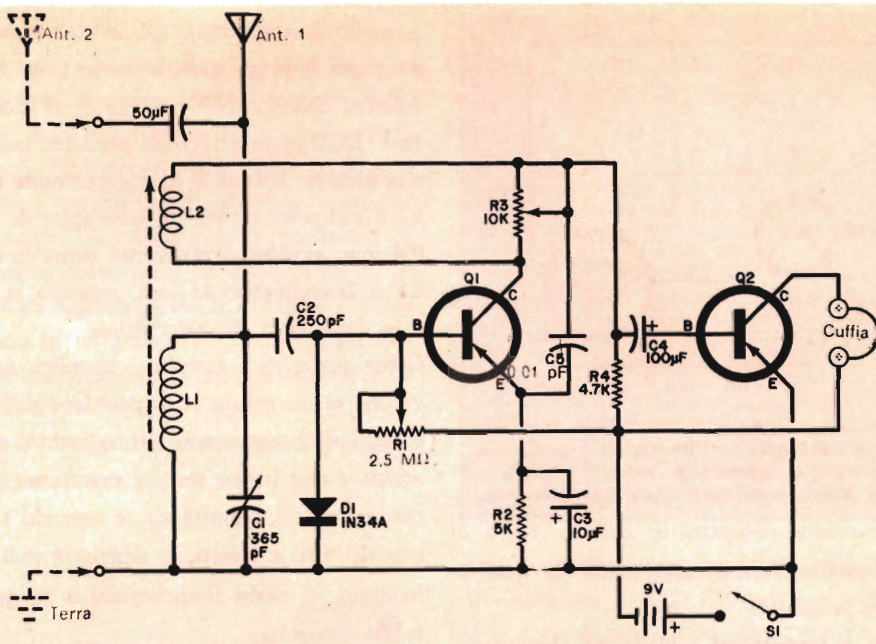 Ant. 2
Ant. 1
50µF
L2
R3
10K
Q1
C
B
E
C2
250pF
0.01
C5
pF
C4
100µF
R4
4.7K
Q2
B
C
E
Cuffia
L1
R1
2,5 MΩ
C1
365
pF
D1
1N34A
R2
5K
C3
10µF
+
+
Terra
9V
+
S1